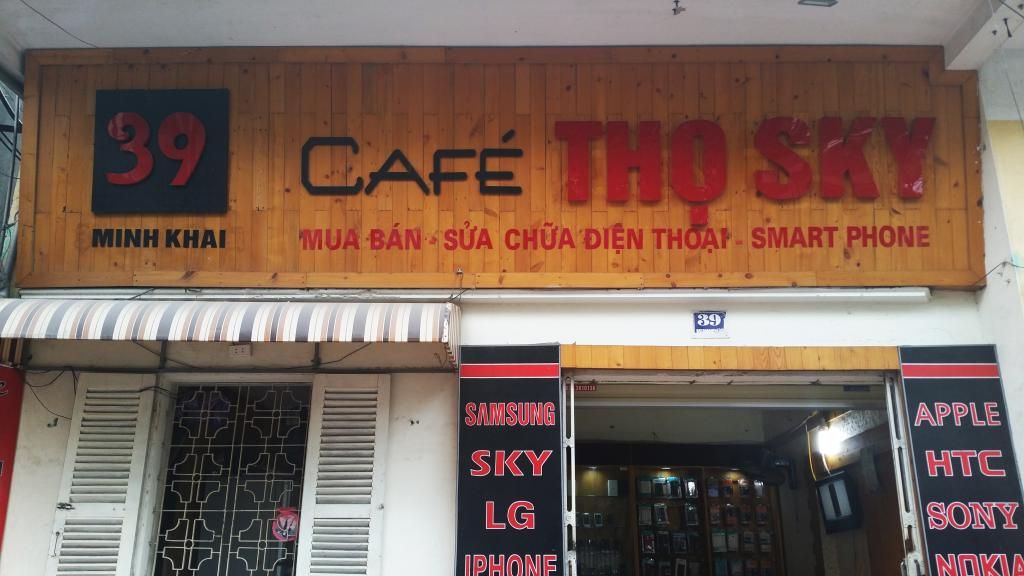 39
MINH KHAI
CAFÉ THỌ SKY
MUA BÁN - SỬA CHỮA ĐIỆN THOẠI - SMART PHONE
39
SAMSUNG
SKY
LG
IPHONE
APPLE
HTC
SONY
NOKIA